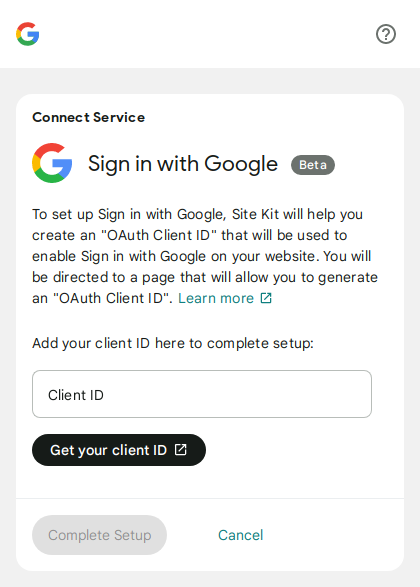 Connect Service
Sign in with Google Beta
To set up Sign in with Google, Site Kit will help you
create an "OAuth Client ID" that will be used to
enable Sign in with Google on your website. You will
be directed to a page that will allow you to generate
an "OAuth Client ID". Learn more
Add your client ID here to complete setup:
Client ID
Get your client ID
Complete Setup Cancel